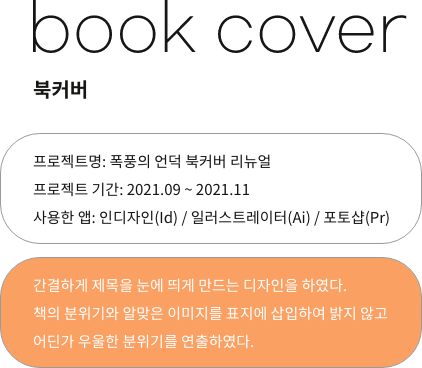 book cover
북커버
프로젝트명: 폭풍의 언덕 북커버 리뉴얼
프로젝트 기간: 2021.09 ~ 2021.11
사용한 앱: 인디자인(Id) / 일러스트레이터(Ai) / 포토샵(Pr)
간결하게 제목을 눈에 띄게 만드는 디자인을 하였다.
책의 분위기와 알맞은 이미지를 표지에 삽입하여 밝지 않고
어딘가 우울한 분위기를 연출하였다.